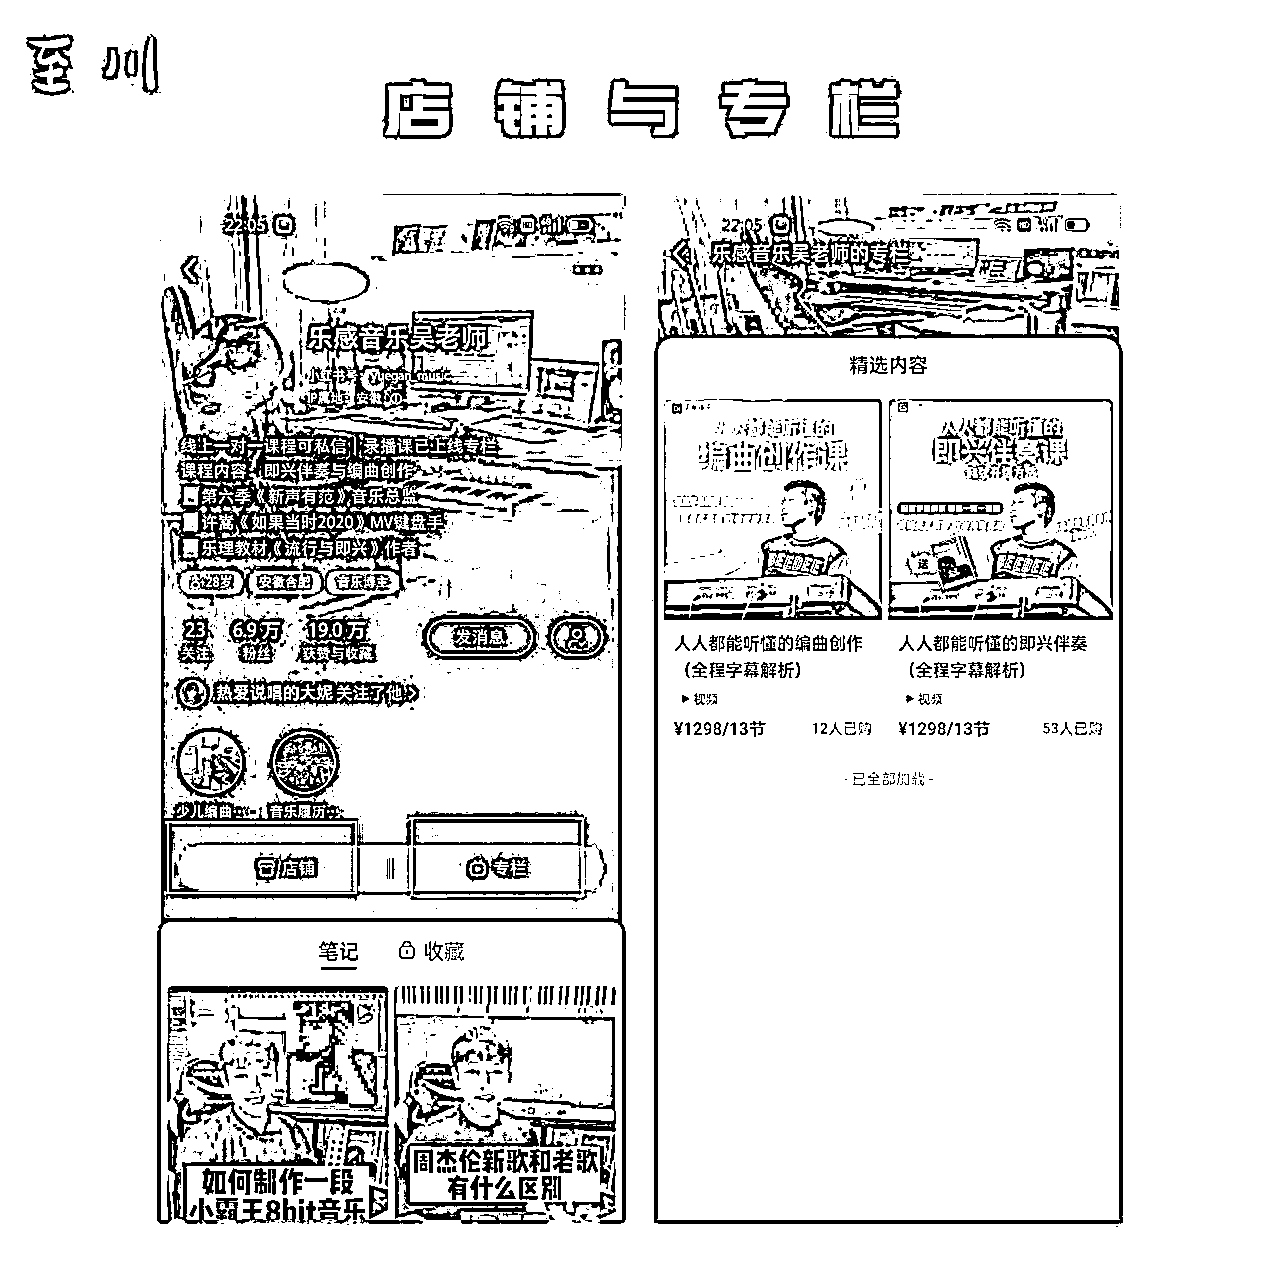 至川
店铺与专栏
22:05
乐感音乐吴老师
小红书号：yuegan_music
IP属地：安徽
线上一对一课程可私信｜录播课已上线专栏
课程内容：即兴伴奏与编曲创作
第六季《新声有范》音乐总监
许嵩《如果当时2020》MV键盘手
乐理教材《流行与即兴》作者
28岁 安徽合肥 音乐博主
23 6.9万 19.0万
关注 粉丝 获赞与收藏
发消息
热爱说唱的大妮 关注了他 >
少儿编曲... 音乐履历...
店铺 专栏
笔记 收藏
如何制作一段
小霸王8bit音乐
周杰伦新歌和老歌
有什么区别
22:05
乐感音乐吴老师的专栏
精选内容
人人都能听懂的
编曲创作课
人人都能听懂的
即兴伴奏课
送
人人都能听懂的编曲创作
（全程字幕解析）
视频
¥1298/13节 12人已购
人人都能听懂的即兴伴奏
（全程字幕解析）
视频
¥1298/13节 53人已购
- 已全部加载 -